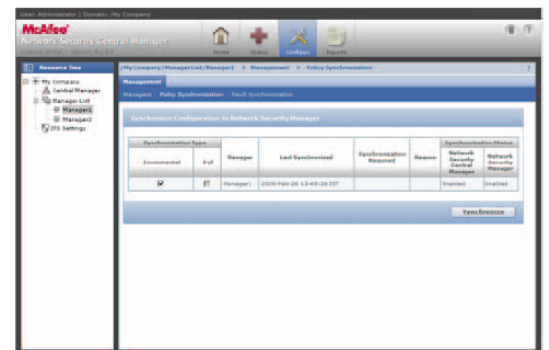 User: Administrator | Domain: /My Company
McAfee
Network Security Central Manager
Home
Status
Configure
Reports
Resource Tree
My Company
Central Manager
Manager List
Manager1
Manager2
IPS Settings
/My Company/ManagerList/Manager1 > Management > Policy Synchronization
?
Management
Managers Policy Synchronization Fault Synchronization
Synchronize Configuration to Network Security Manager
Synchronization Type
Incremental
Full
Manager
Last Synchronized
Synchronization Required
Reason
Synchronization Status
Network Security Central Manager
Network Security Manager
Manager1
2009-Feb-26 13:45:26 IST
Enabled
Enabled
Synchronize